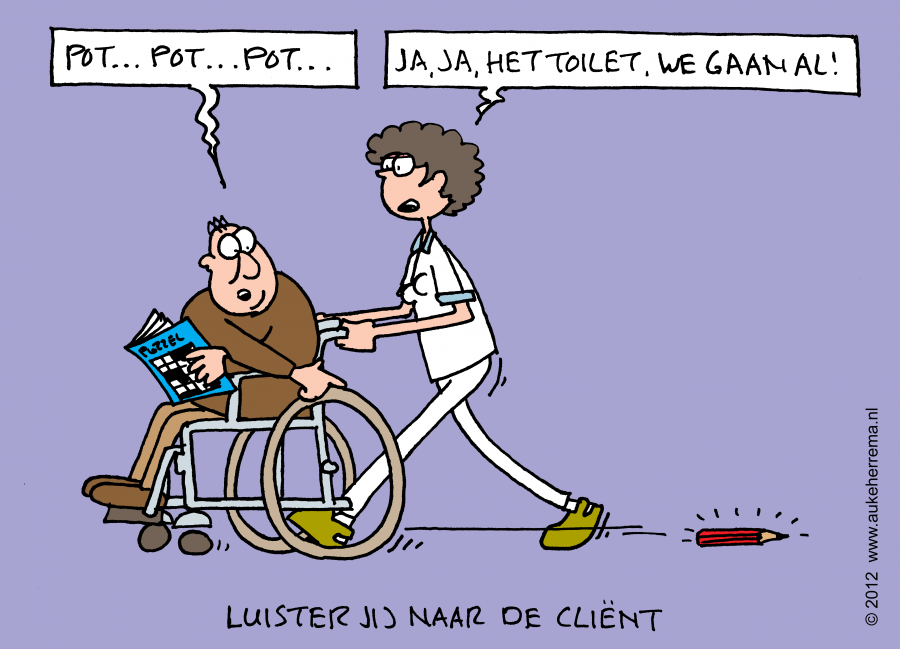 POT... POT...POT...
JA, JA, HET TOILET, WE GAAN AL!
PUZZEL
LUISTER JIJ NAAR DE CLIËNT
© 2012 www.aukeherrema.nl